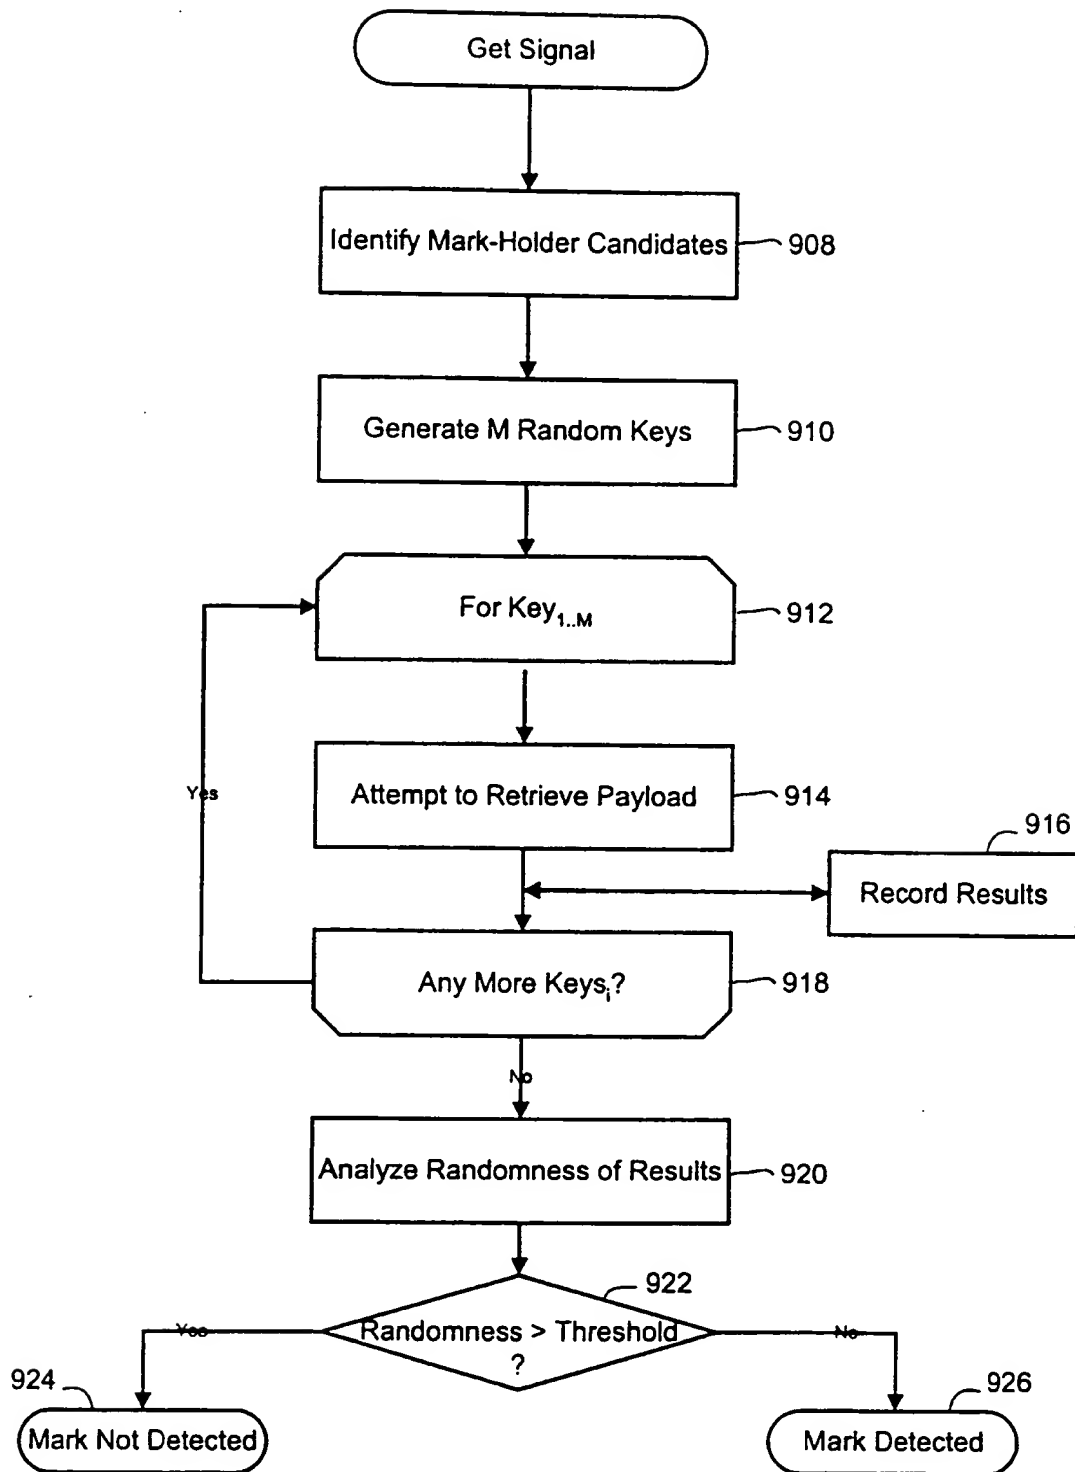 Get Signal
Identify Mark-Holder Candidates
908
Generate M Random Keys
910
For Key1..M
912
Attempt to Retrieve Payload
914
Yes
916
Record Results
Any More Keysi?
918
No
Analyze Randomness of Results
920
922
Randomness > Threshold
?
Yes
No
924
Mark Not Detected
926
Mark Detected